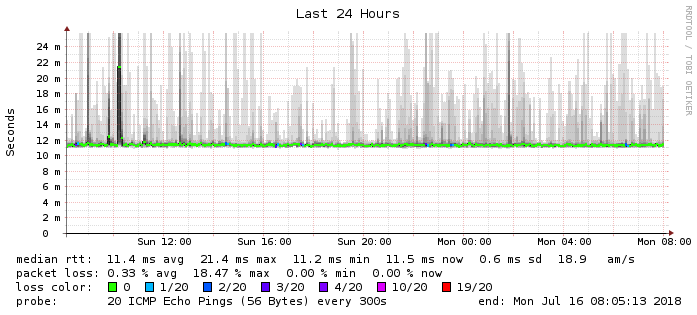 Last 24 Hours
RRDTOOL / TOBI OETIKER
Seconds
24 m
22 m
20 m
18 m
16 m
14 m
12 m
10 m
8 m
6 m
4 m
2 m
0
Sun 12:00 Sun 16:00 Sun 20:00 Mon 00:00 Mon 04:00 Mon 08:00
median rtt: 11.4 ms avg 21.4 ms max 11.2 ms min 11.5 ms now 0.6 ms sd 18.9 am/s
packet loss: 0.33 % avg 18.47 % max 0.00 % min 0.00 % now
loss color: 0 1/20 2/20 3/20 4/20 10/20 19/20
probe: 20 ICMP Echo Pings (56 Bytes) every 300s end: Mon Jul 16 08:05:13 2018